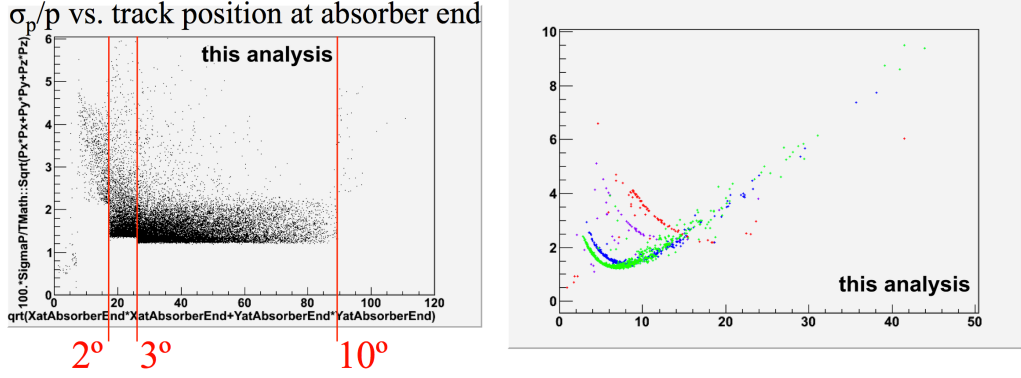 σp/p vs. track position at absorber end
this analysis
100.*SigmaP/TMath::Sqrt(Px*Px+Py*Py+Pz*Pz)
6
5
4
3
2
1
0
0 20 40 60 80 100 120
qrt(XatAbsorberEnd*XatAbsorberEnd+YatAbsorberEnd*YatAbsorberEnd)
2º 3º 10º
10
8
6
4
2
0
this analysis
0 10 20 30 40 50